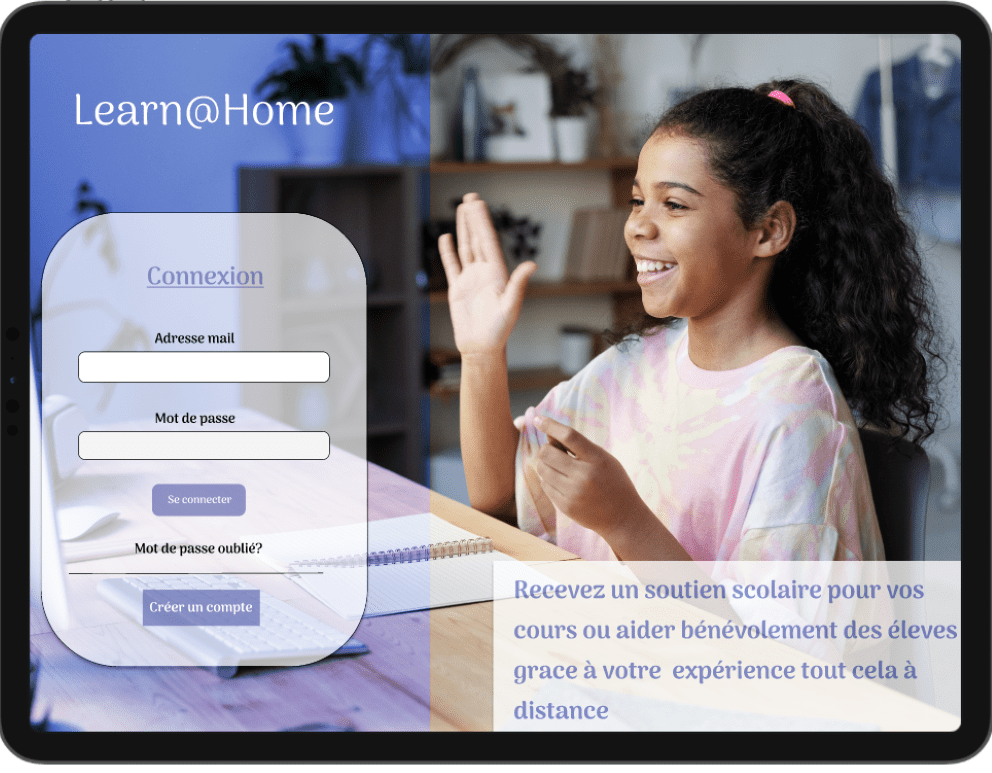 Learn@Home
Connexion
Adresse mail
Mot de passe
Se connecter
Mot de passe oublié?
Créer un compte
Recevez un soutien scolaire pour vos
cours ou aider bénévolement des éleves
grace à votre  expérience tout cela à
distance